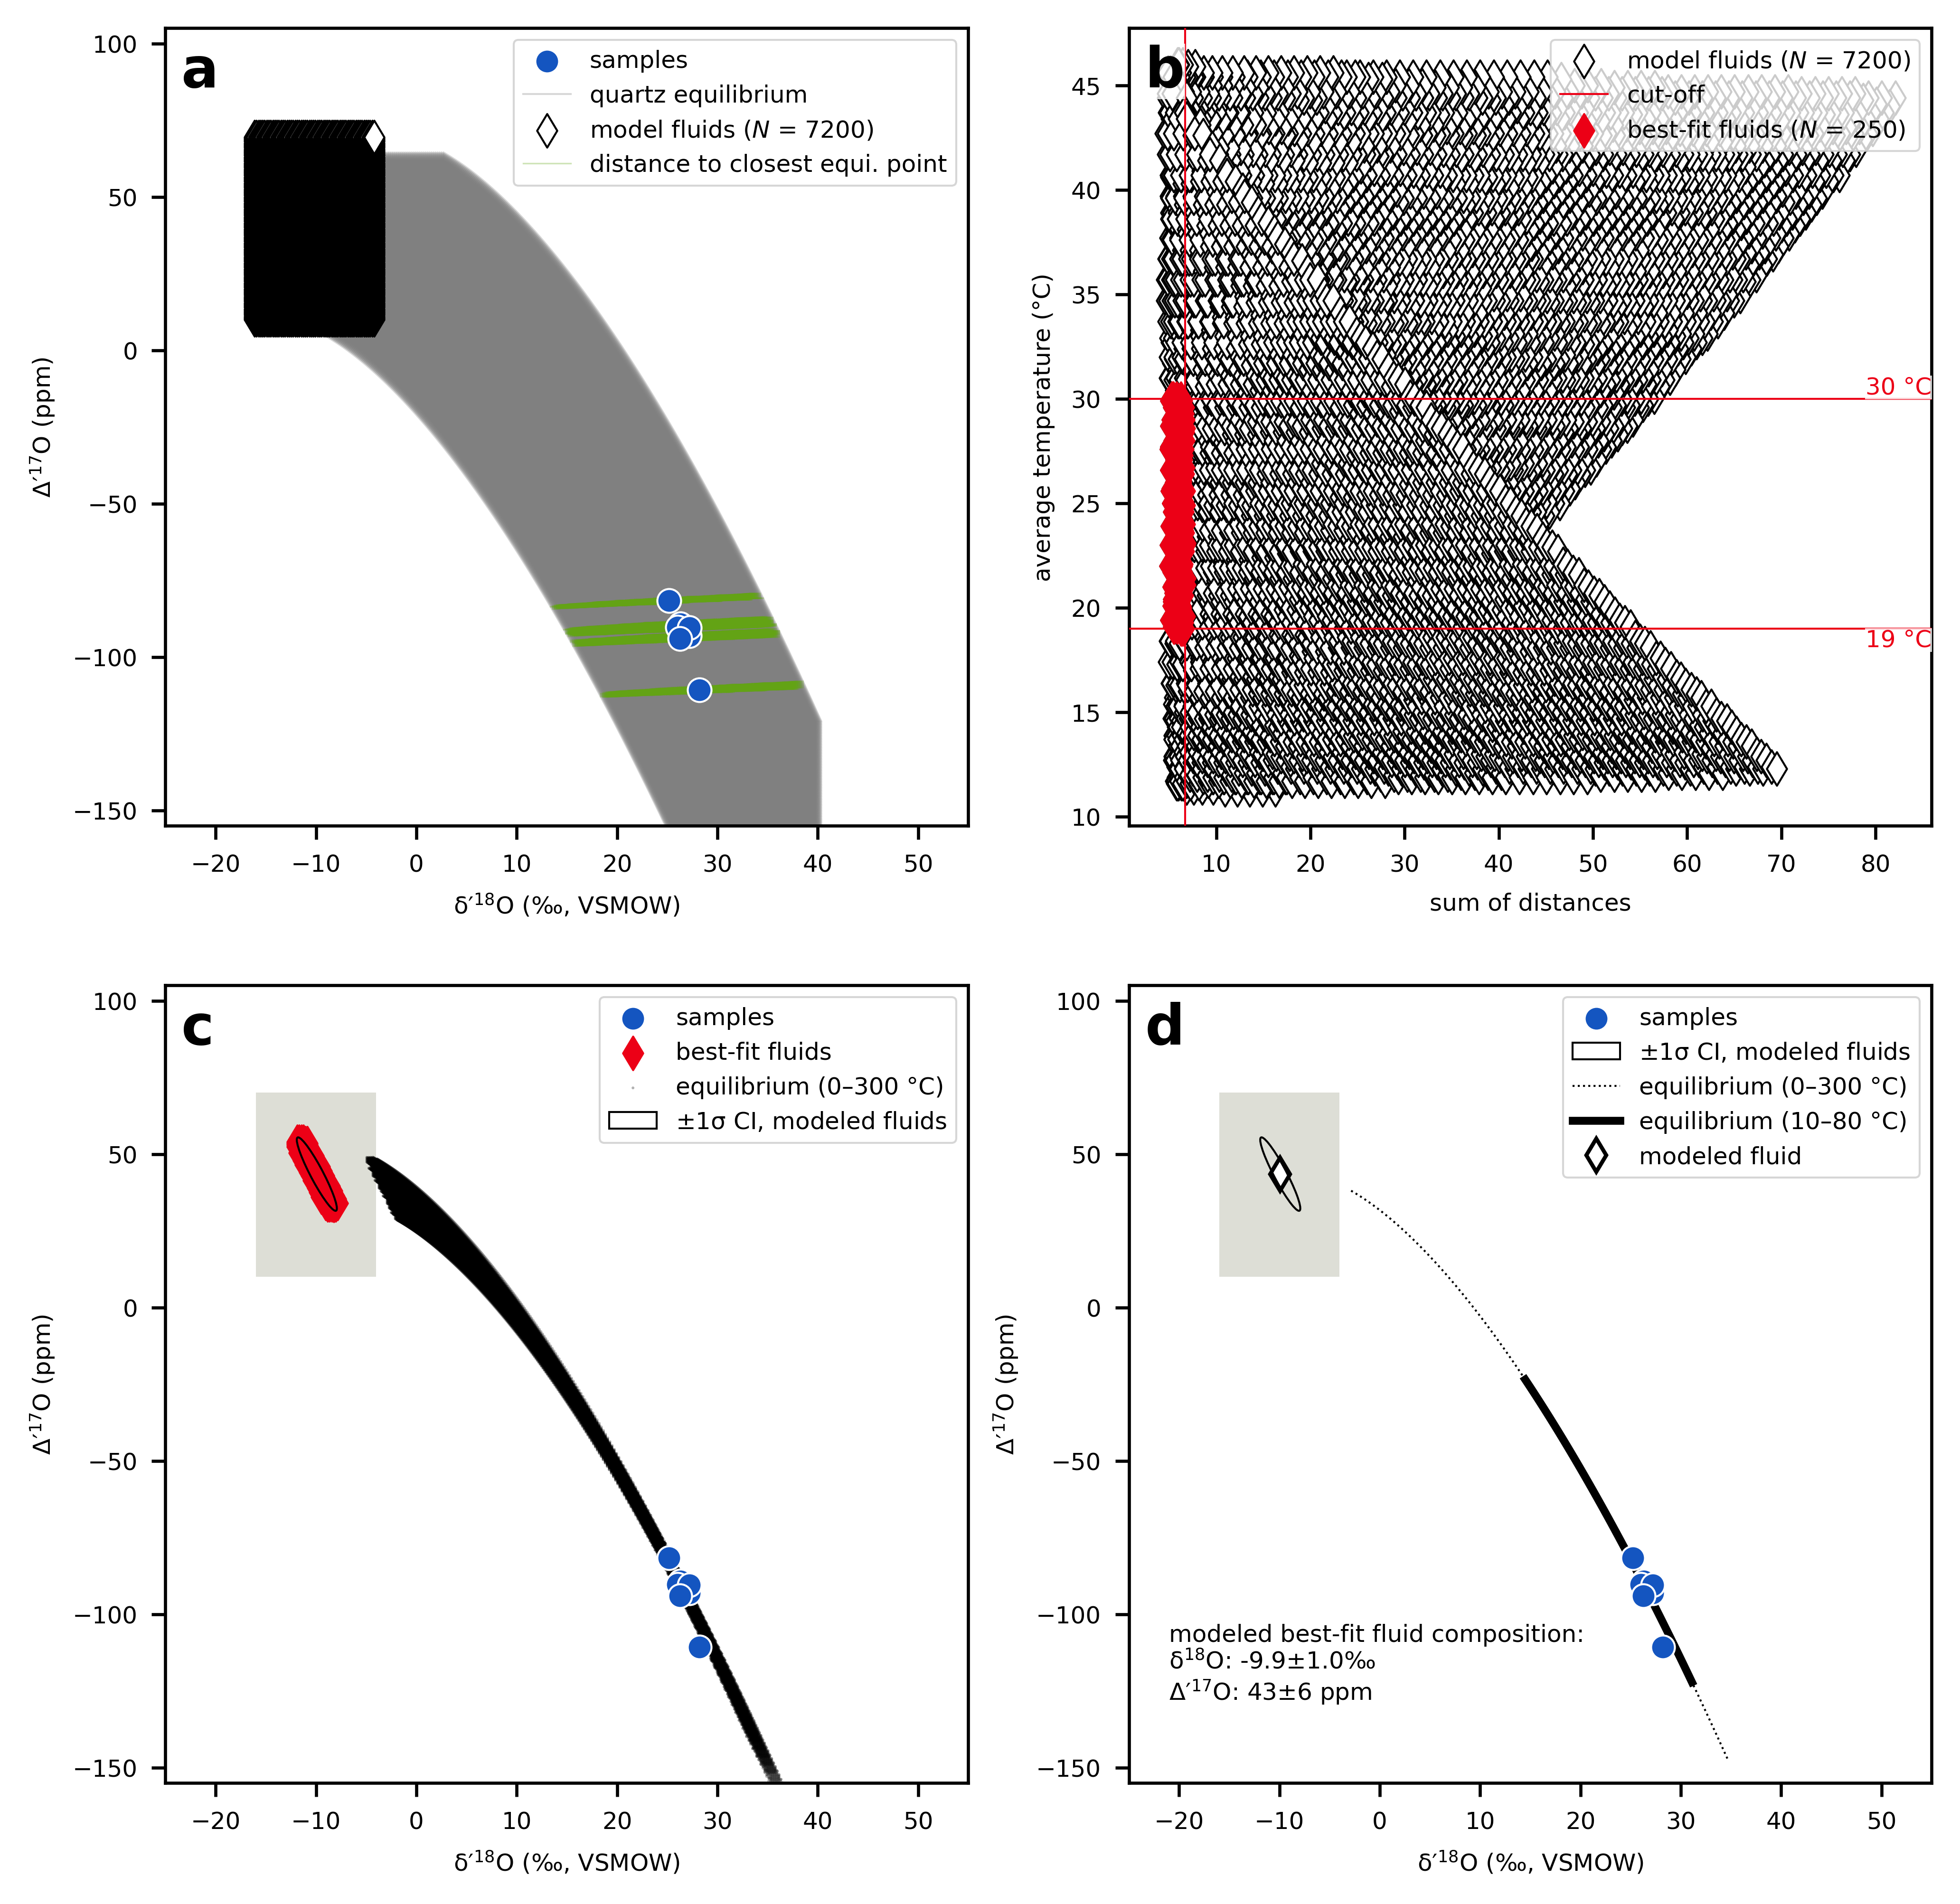 a
samples
quartz equilibrium
model fluids (N = 7200)
distance to closest equi. point
100
50
0
−50
−100
−150
Δ′¹⁷O (ppm)
−20 −10 0 10 20 30 40 50
δ′¹⁸O (‰, VSMOW)
b
model fluids (N = 7200)
cut-off
best-fit fluids (N = 250)
45
40
35
30
25
20
15
10
average temperature (°C)
30 °C
19 °C
10 20 30 40 50 60 70 80
sum of distances
c
samples
best-fit fluids
equilibrium (0–300 °C)
±1σ CI, modeled fluids
100
50
0
−50
−100
−150
Δ′¹⁷O (ppm)
−20 −10 0 10 20 30 40 50
δ′¹⁸O (‰, VSMOW)
d
samples
±1σ CI, modeled fluids
equilibrium (0–300 °C)
equilibrium (10–80 °C)
modeled fluid
100
50
0
−50
−100
−150
Δ′¹⁷O (ppm)
modeled best-fit fluid composition:
δ¹⁸O: -9.9±1.0‰
Δ′¹⁷O: 43±6 ppm
−20 −10 0 10 20 30 40 50
δ′¹⁸O (‰, VSMOW)